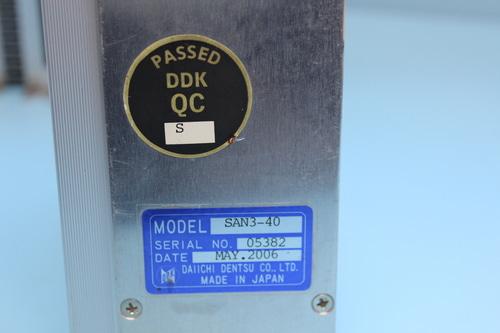 PASSED
DDK
QC
S
MODEL SAN3-40
SERIAL NO. 05382
DATE MAY.2006
DAIICHI DENTSU CO., LTD.
MADE IN JAPAN